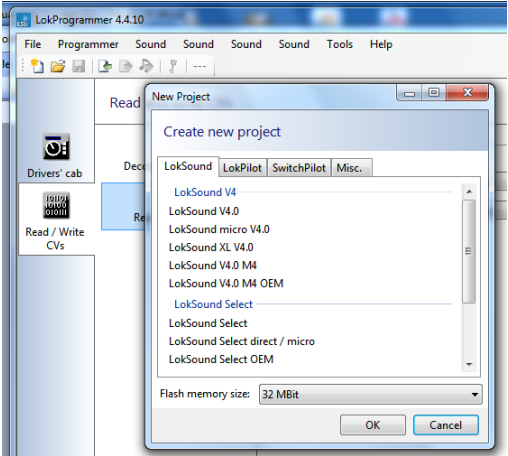 LokProgrammer 4.4.10
File Programmer Sound Sound Sound Sound Tools Help
New Project
Read
Create new project
LokSound LokPilot SwitchPilot Misc.
Drivers' cab
Read / Write
CVs
LokSound V4
LokSound V4.0
LokSound micro V4.0
LokSound XL V4.0
LokSound V4.0 M4
LokSound V4.0 M4 OEM
LokSound Select
LokSound Select
LokSound Select direct / micro
LokSound Select OEM
Flash memory size: 32 MBit
OK Cancel